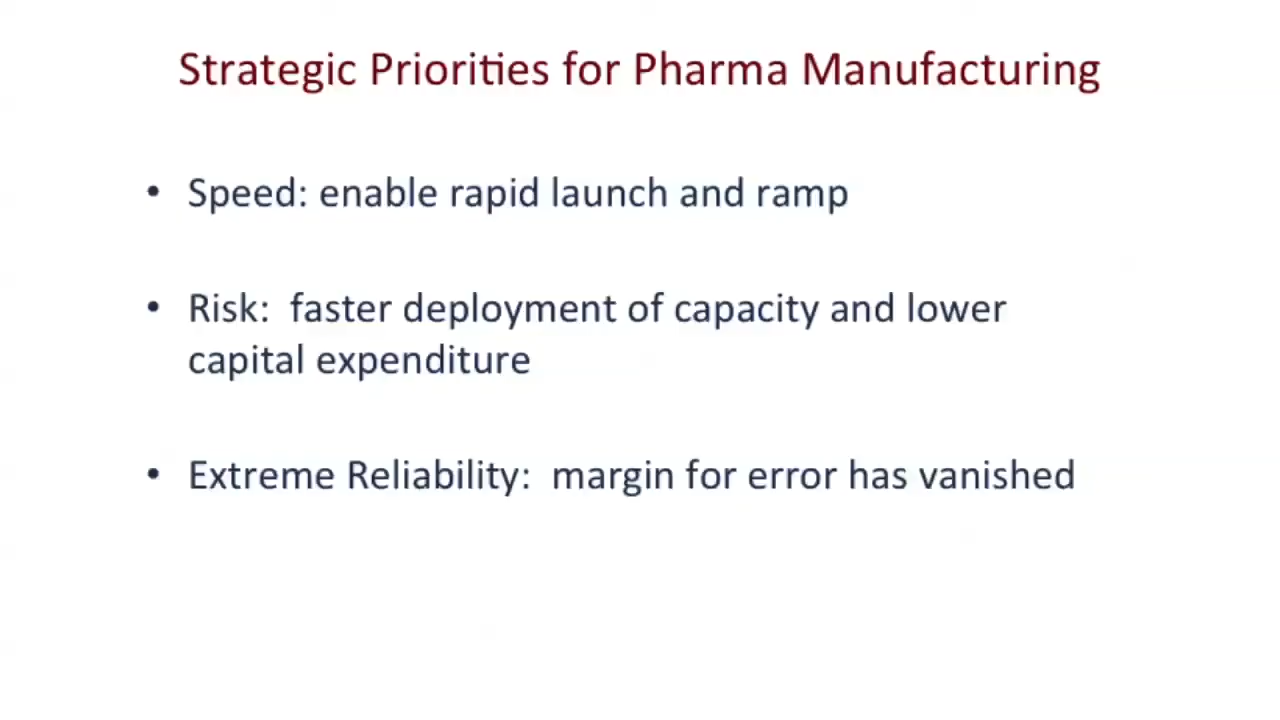 Strategic Priorities for Pharma Manufacturing
• Speed: enable rapid launch and ramp
• Risk:  faster deployment of capacity and lower
capital expenditure
• Extreme Reliability:  margin for error has vanished